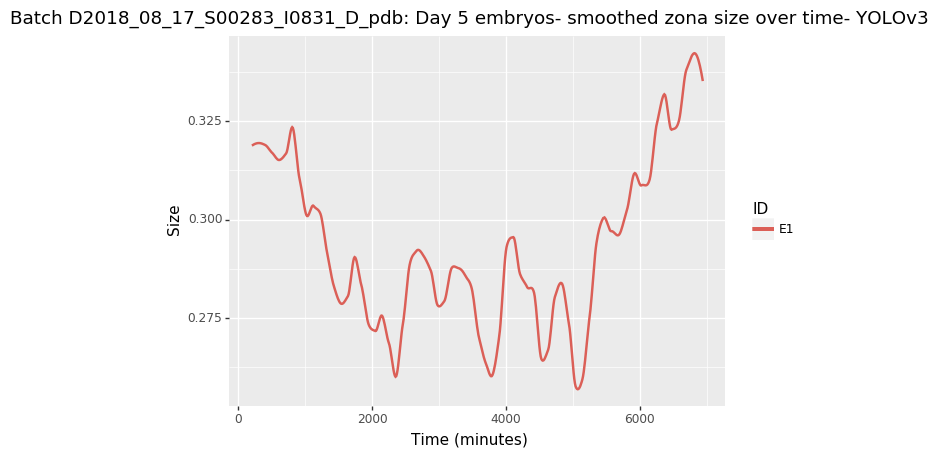 Batch D2018_08_17_S00283_I0831_D_pdb: Day 5 embryos- smoothed zona size over time- YOLOv3
0.325
0.300
0.275
Size
0
2000
4000
6000
Time (minutes)
ID
E1